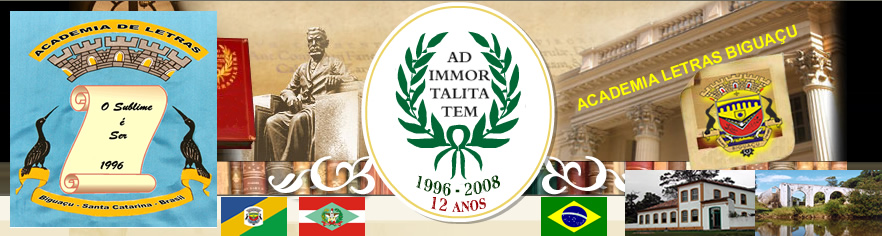 ACADEMIA DE LETRAS
O Sublime
é
Ser
1996
Biguaçu - Santa Catarina - Brasil
AD
IMMOR
TALITA
TEM
1996 - 2008
12 ANOS
ACADEMIA LETRAS BIGUAÇU